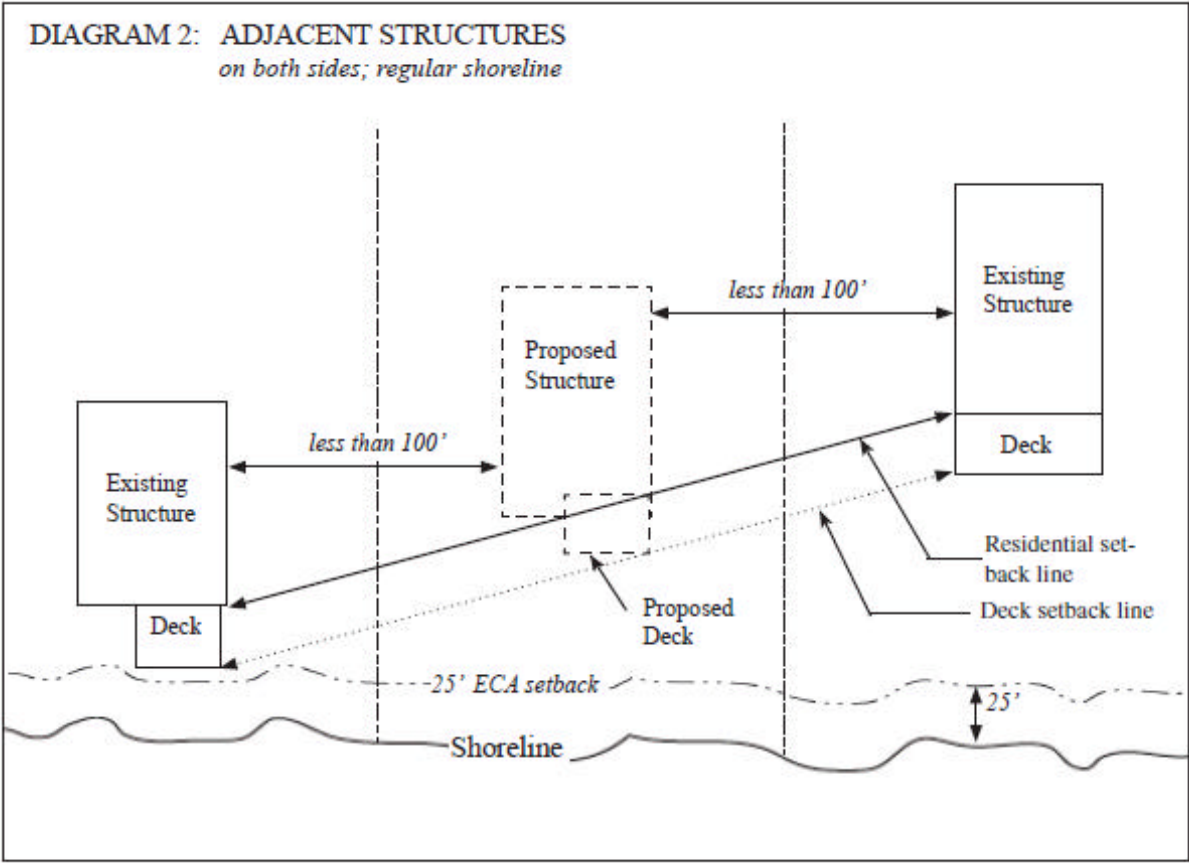 DIAGRAM 2: ADJACENT STRUCTURES
on both sides; regular shoreline
less than 100’
Existing
Structure
Proposed
Structure
less than 100’
Deck
Existing
Structure
Residential set-
back line
Proposed
Deck
Deck setback line
Deck
25’ ECA setback
25’
Shoreline